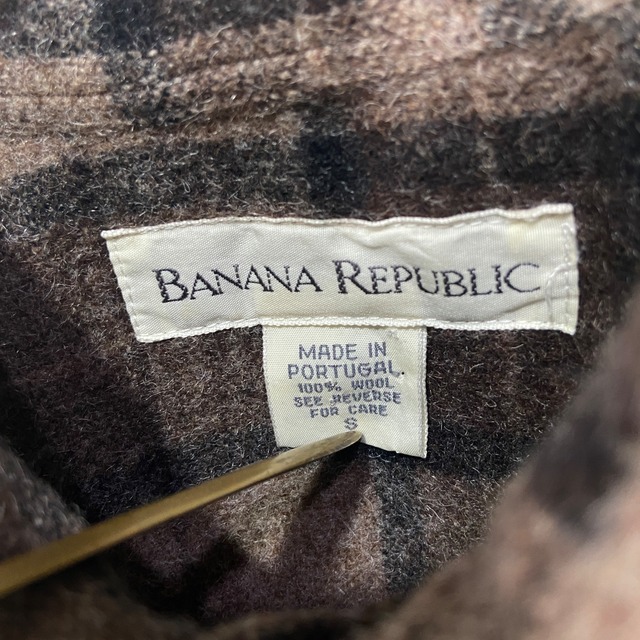 BANANA REPUBLIC
MADE IN
PORTUGAL.
100% WOOL
SEE REVERSE
FOR CARE
S